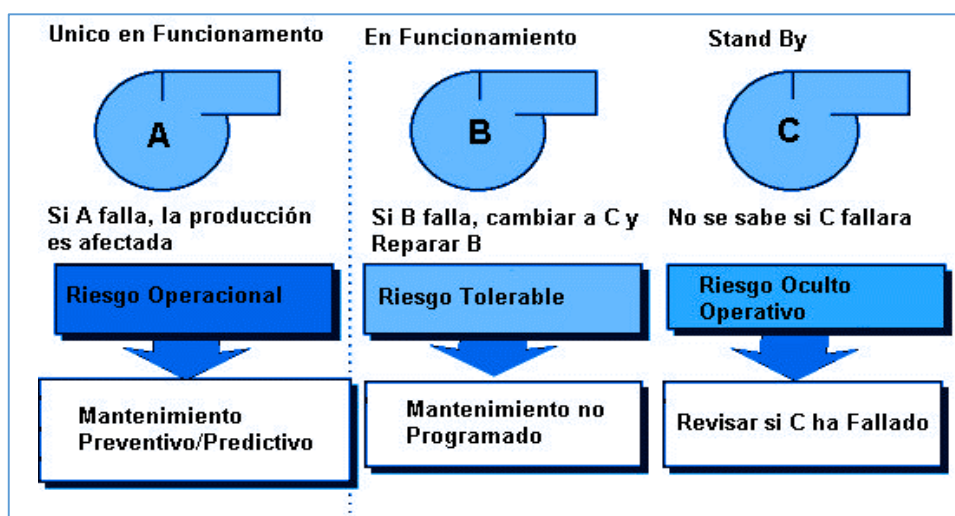 Unico en Funcionamento
A
Si A falla, la producción
es afectada
Riesgo Operacional
Mantenimiento
Preventivo/Predictivo
En Funcionamiento
B
Si B falla, cambiar a C y
Reparar B
Riesgo Tolerable
Mantenimiento no
Programado
Stand By
C
No se sabe si C fallara
Riesgo Oculto
Operativo
Revisar si C ha Fallado